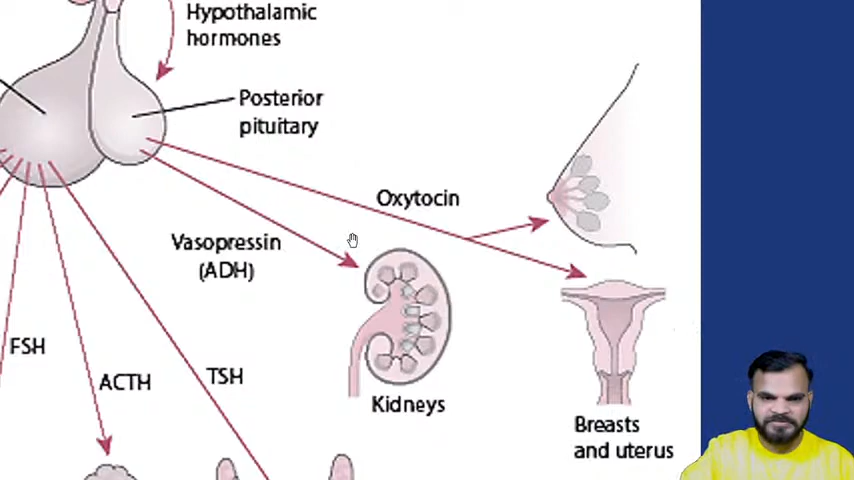 Hypothalamic
hormones
Posterior
pituitary
Oxytocin
Vasopressin
(ADH)
FSH
ACTH
TSH
Kidneys
Breasts
and uterus